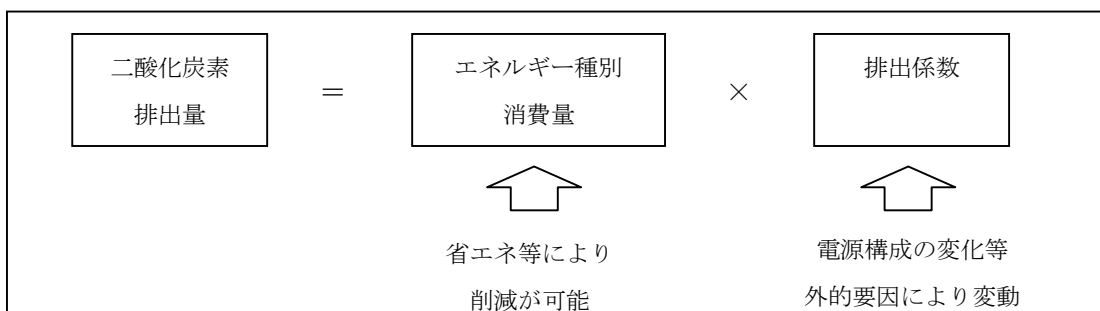 二酸化炭素
排出量
＝
エネルギー種別
消費量
×
排出係数
省エネ等により
削減が可能
電源構成の変化等
外的要因により変動